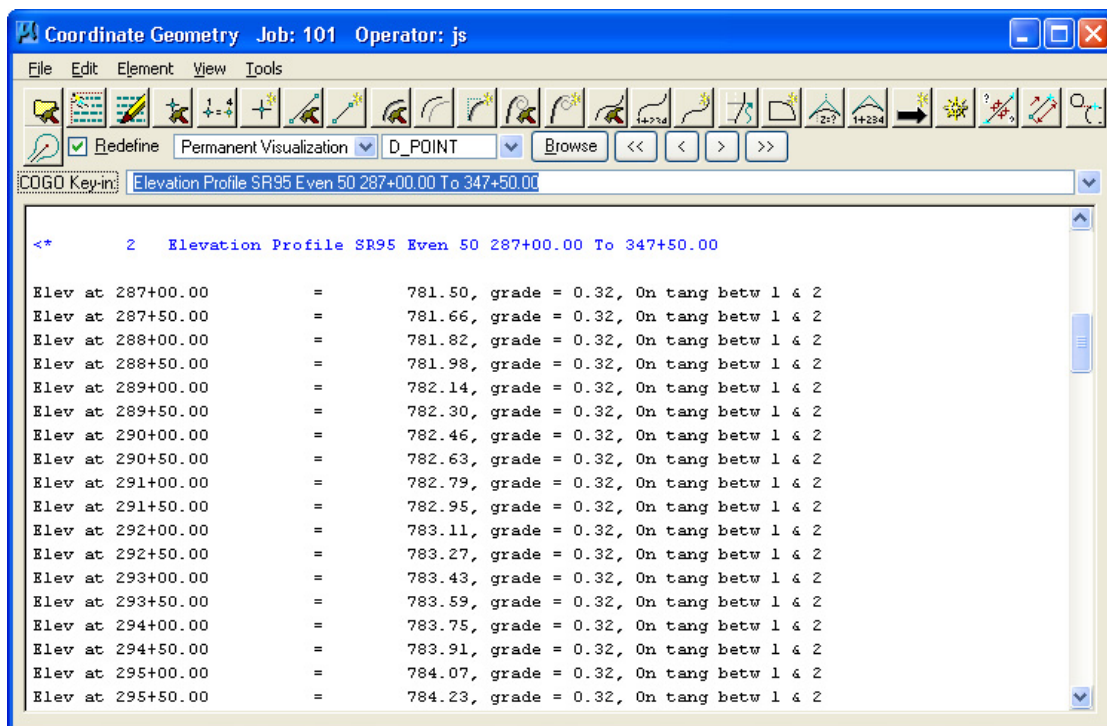 Coordinate Geometry Job: 101 Operator: js
File Edit Element View Tools
Redefine Permanent Visualization D_POINT Browse << < > >>
COGO Key-in: Elevation Profile SR95 Even 50 287+00.00 To 347+50.00
<* 2 Elevation Profile SR95 Even 50 287+00.00 To 347+50.00
Elev at 287+00.00 = 781.50, grade = 0.32, On tang betw 1 & 2
Elev at 287+50.00 = 781.66, grade = 0.32, On tang betw 1 & 2
Elev at 288+00.00 = 781.82, grade = 0.32, On tang betw 1 & 2
Elev at 288+50.00 = 781.98, grade = 0.32, On tang betw 1 & 2
Elev at 289+00.00 = 782.14, grade = 0.32, On tang betw 1 & 2
Elev at 289+50.00 = 782.30, grade = 0.32, On tang betw 1 & 2
Elev at 290+00.00 = 782.46, grade = 0.32, On tang betw 1 & 2
Elev at 290+50.00 = 782.63, grade = 0.32, On tang betw 1 & 2
Elev at 291+00.00 = 782.79, grade = 0.32, On tang betw 1 & 2
Elev at 291+50.00 = 782.95, grade = 0.32, On tang betw 1 & 2
Elev at 292+00.00 = 783.11, grade = 0.32, On tang betw 1 & 2
Elev at 292+50.00 = 783.27, grade = 0.32, On tang betw 1 & 2
Elev at 293+00.00 = 783.43, grade = 0.32, On tang betw 1 & 2
Elev at 293+50.00 = 783.59, grade = 0.32, On tang betw 1 & 2
Elev at 294+00.00 = 783.75, grade = 0.32, On tang betw 1 & 2
Elev at 294+50.00 = 783.91, grade = 0.32, On tang betw 1 & 2
Elev at 295+00.00 = 784.07, grade = 0.32, On tang betw 1 & 2
Elev at 295+50.00 = 784.23, grade = 0.32, On tang betw 1 & 2